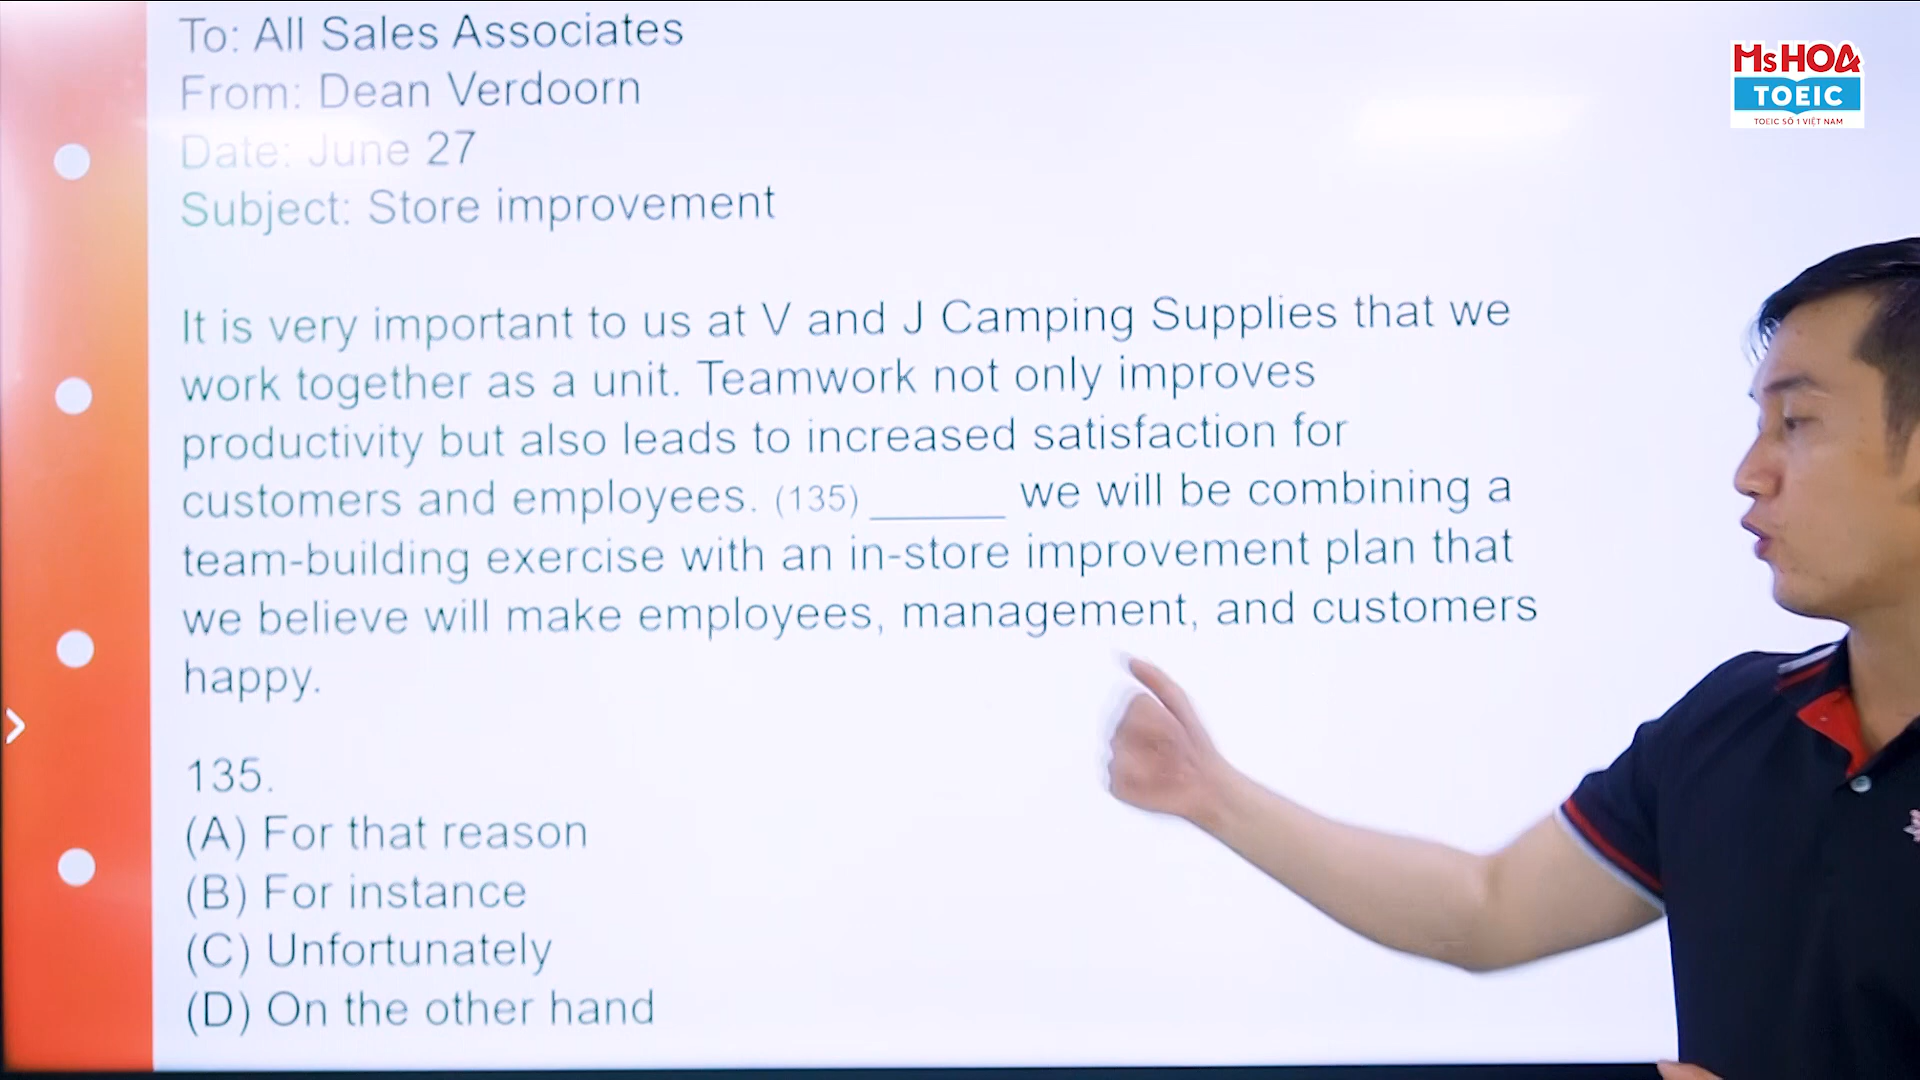 To: All Sales Associates
From: Dean Verdoorn
Date: June 27
Subject: Store improvement
It is very important to us at V and J Camping Supplies that we
work together as a unit. Teamwork not only improves
productivity but also leads to increased satisfaction for
customers and employees. (135) ______ we will be combining a
team-building exercise with an in-store improvement plan that
we believe will make employees, management, and customers
happy.
135.
(A) For that reason
(B) For instance
(C) Unfortunately
(D) On the other hand
MsHOA
TOEIC
TOEIC SỐ 1 VIỆT NAM